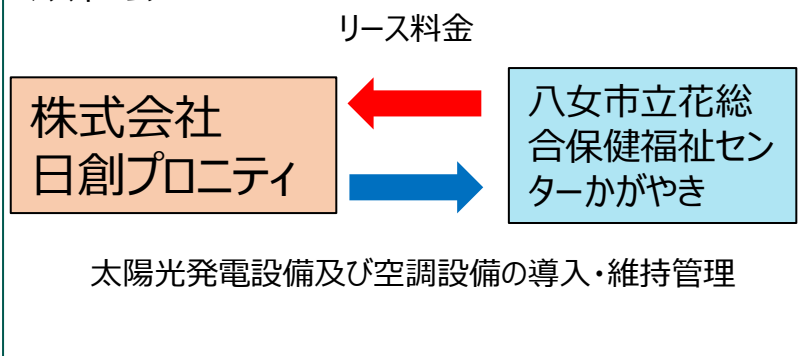 リース料金
株式会社
日創プロニティ
八女市立花総
合保健福祉セン
ターかがやき
太陽光発電設備及び空調設備の導入・維持管理